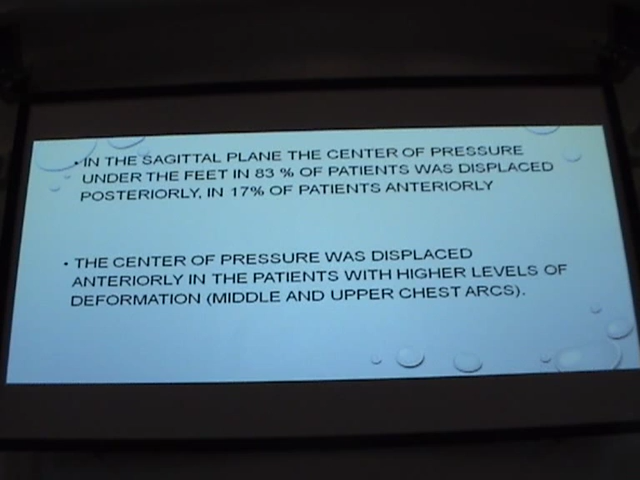 • IN THE SAGITTAL PLANE THE CENTER OF PRESSURE
UNDER THE FEET IN 83 % OF PATIENTS WAS DISPLACED
POSTERIORLY, IN 17% OF PATIENTS ANTERIORLY
• THE CENTER OF PRESSURE WAS DISPLACED
ANTERIORLY IN THE PATIENTS WITH HIGHER LEVELS OF
DEFORMATION (MIDDLE AND UPPER CHEST ARCS).